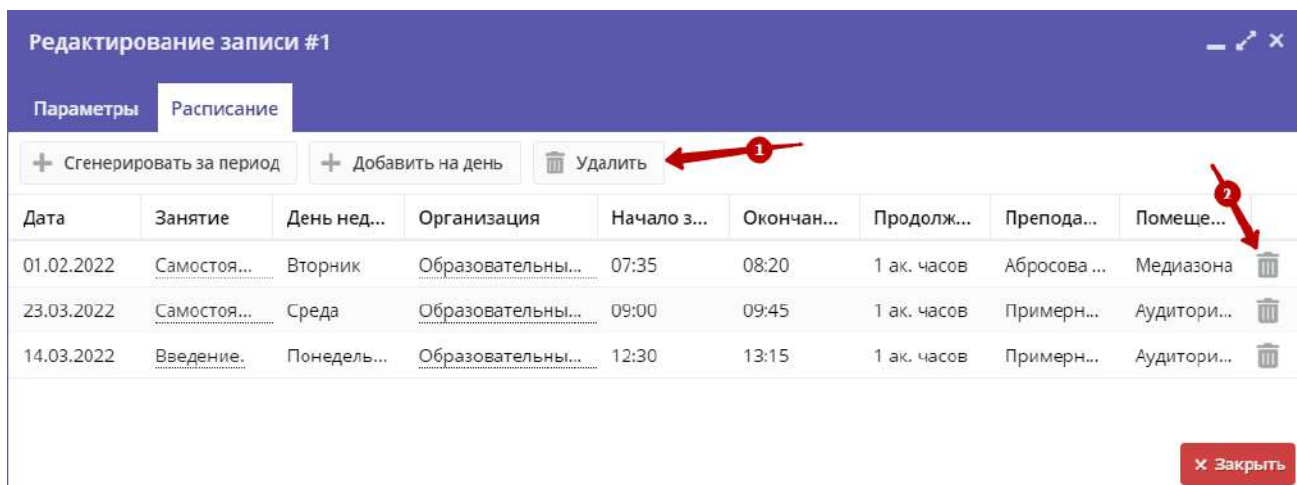 Редактирование записи #1
Параметры Расписание
Сгенерировать за период Добавить на день Удалить 1
2
Дата Занятие День нед... Организация Начало з... Окончан... Продолж... Препода... Помеще...
01.02.2022 Самостоя... Вторник Образовательны... 07:35 08:20 1 ак. часов Абросова ... Медиазона
23.03.2022 Самостоя... Среда Образовательны... 09:00 09:45 1 ак. часов Примерн... Аудитори...
14.03.2022 Введение. Понедель... Образовательны... 12:30 13:15 1 ак. часов Примерн... Аудитори...
Закрыть